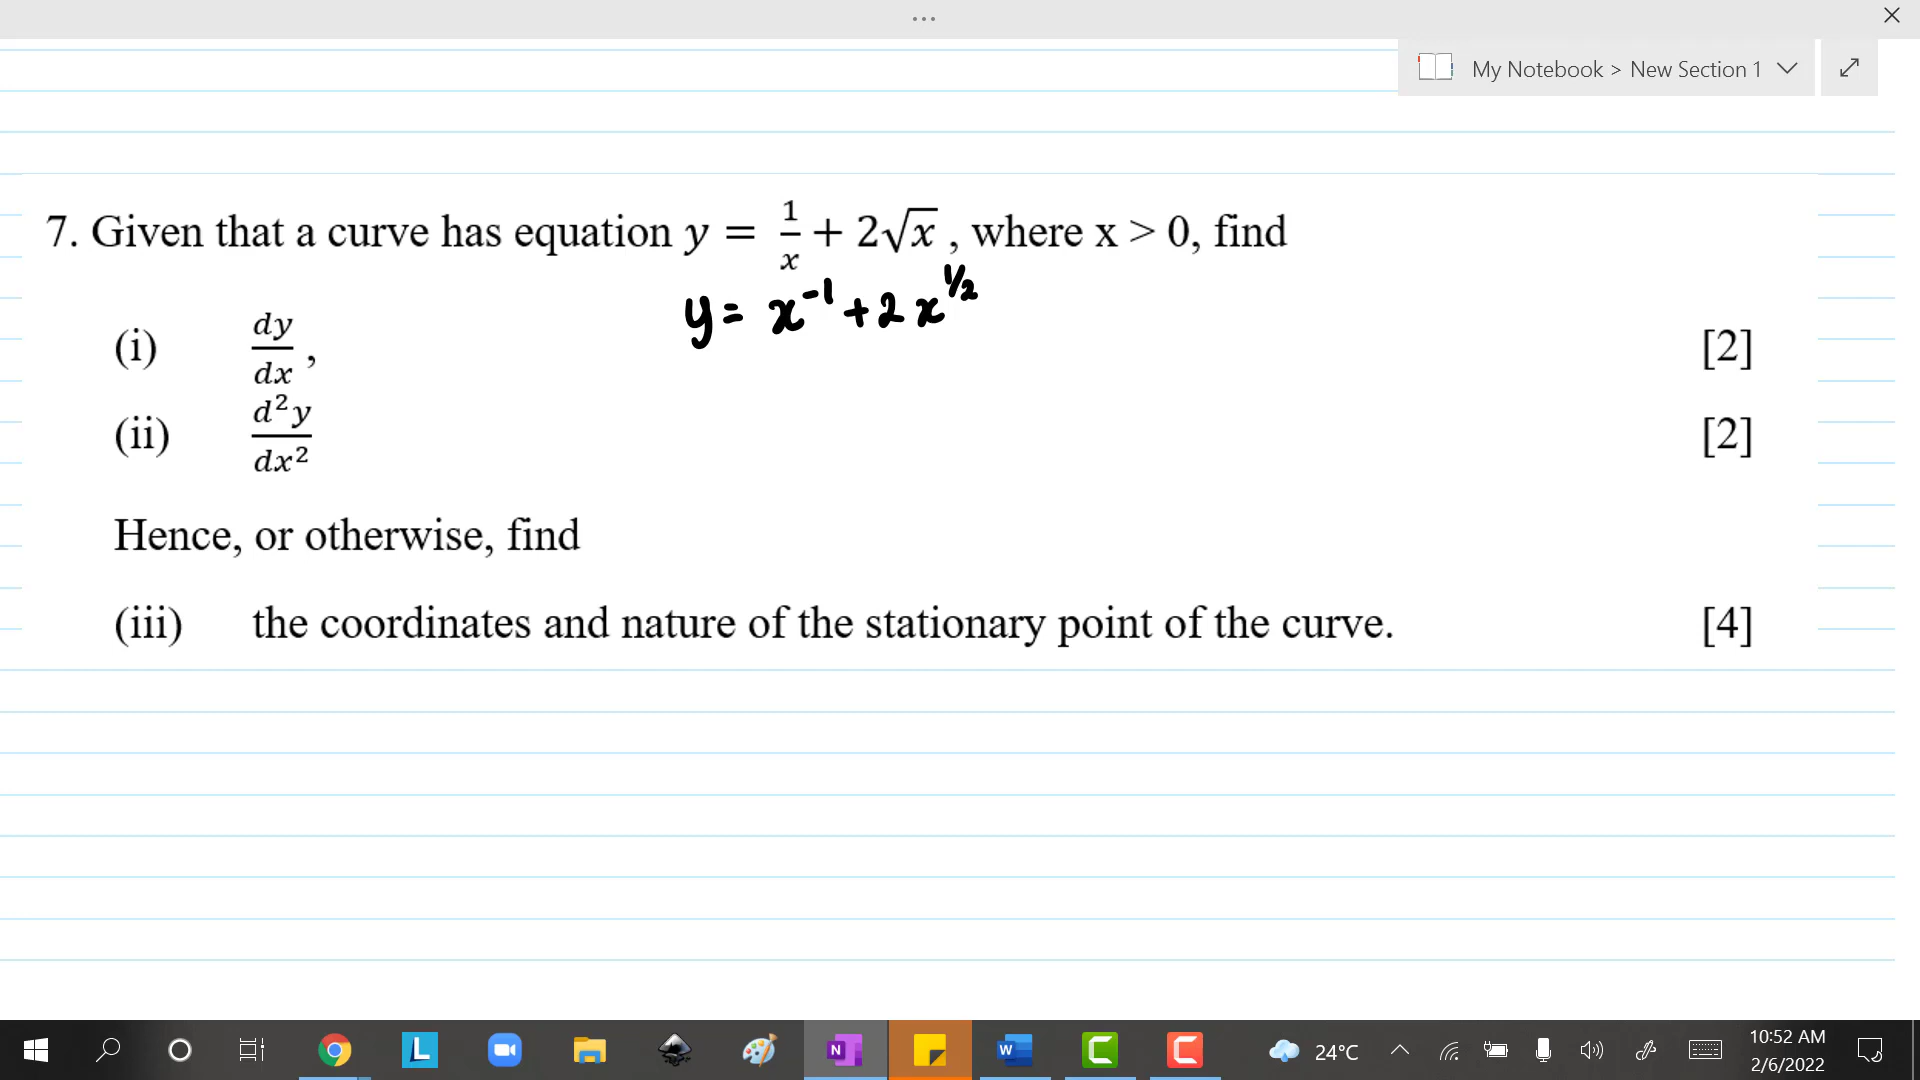 My Notebook > New Section 1
7. Given that a curve has equation y = 1/x + 2√x , where x > 0, find
y = x⁻¹ + 2x^½
(i) dy/dx , [2]
(ii) d²y/dx² [2]
Hence, or otherwise, find
(iii) the coordinates and nature of the stationary point of the curve. [4]
24°C
10:52 AM
2/6/2022